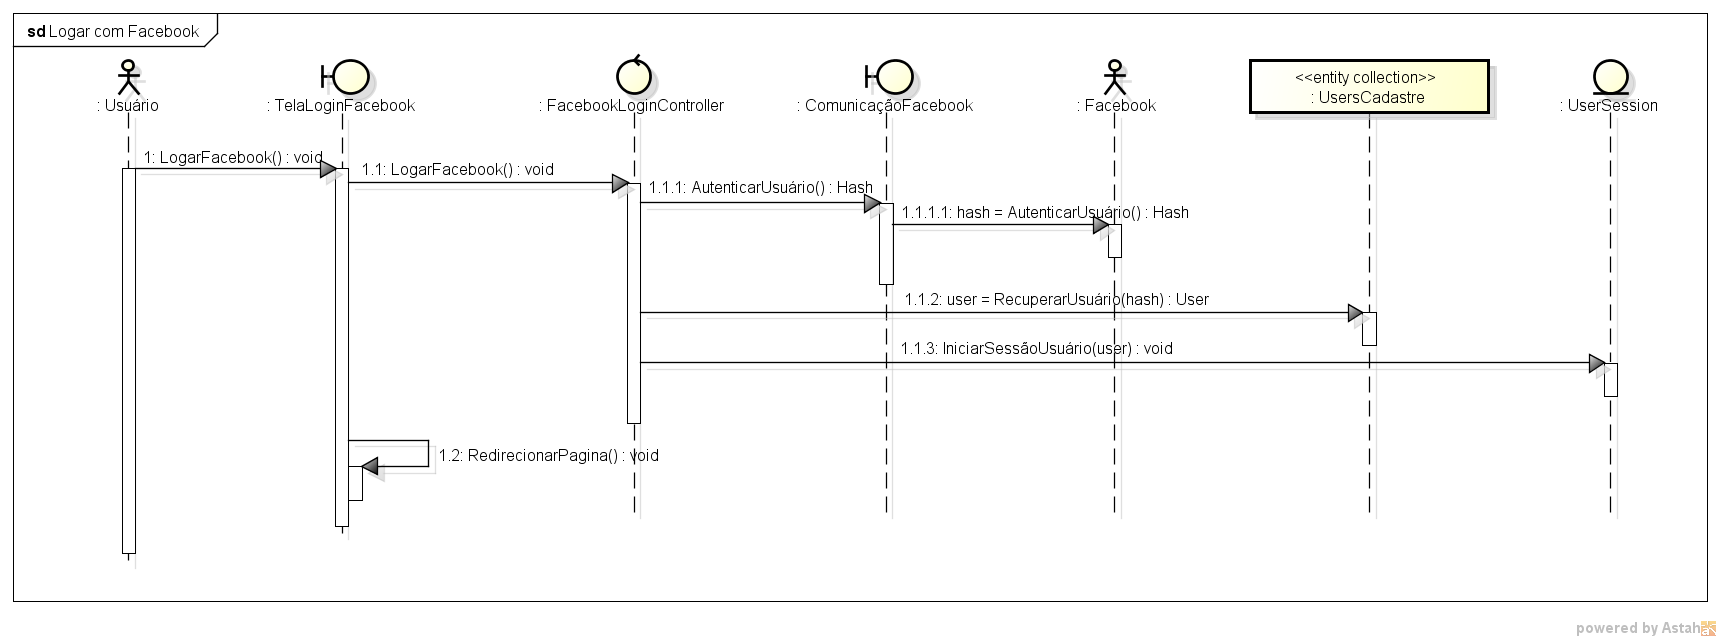 sd Logar com Facebook
: Usuário
: TelaLoginFacebook
: FacebookLoginController
: ComunicaçãoFacebook
: Facebook
<<entity collection>>
: UsersCadastre
: UserSession
1: LogarFacebook() : void
1.1: LogarFacebook() : void
1.1.1: AutenticarUsuário() : Hash
1.1.1.1: hash = AutenticarUsuário() : Hash
1.1.2: user = RecuperarUsuário(hash) : User
1.1.3: IniciarSessãoUsuário(user) : void
1.2: RedirecionarPagina() : void
powered by Astah